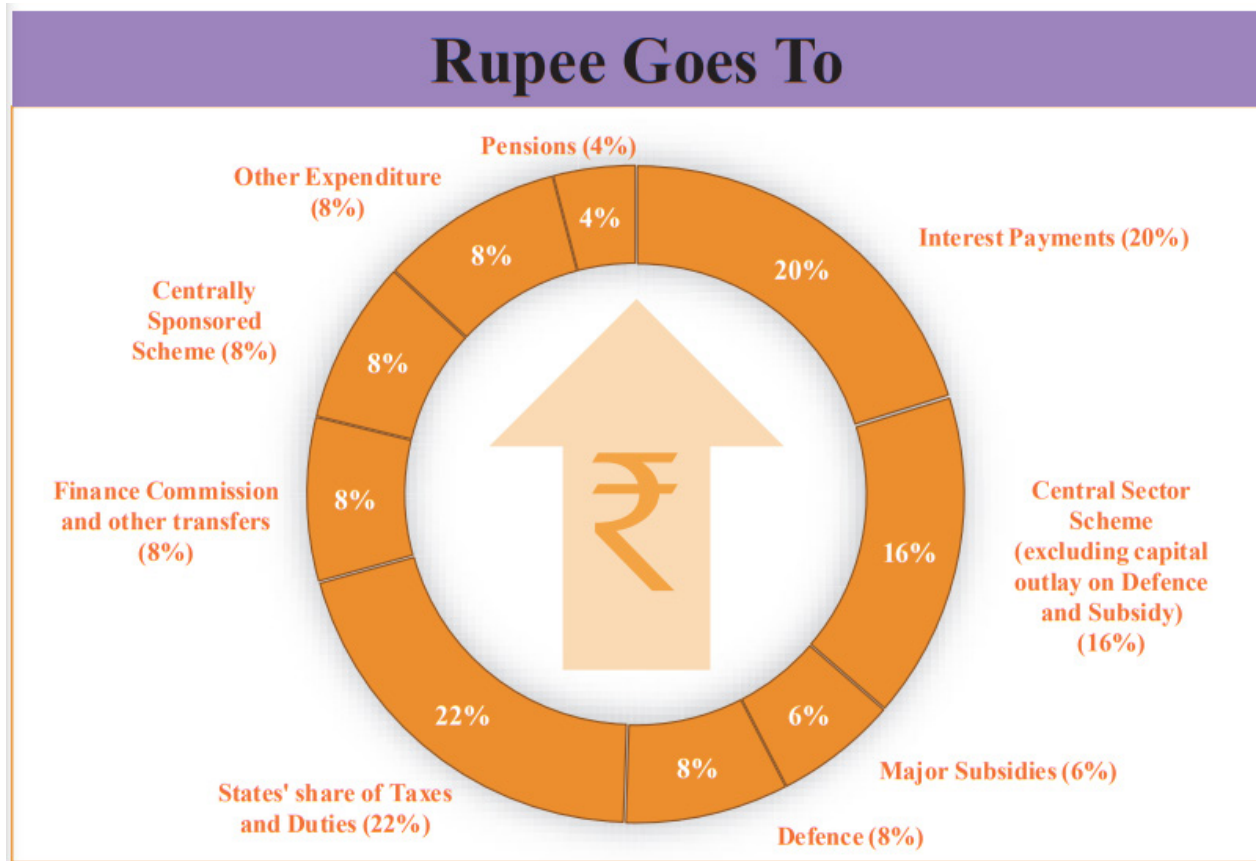 Rupee Goes To
Pensions (4%)
Other Expenditure
(8%)
4%
8%
Interest Payments (20%)
20%
Centrally
Sponsored
Scheme (8%)
8%
₹
Finance Commission
and other transfers
(8%)
8%
Central Sector
Scheme
(excluding capital
outlay on Defence
and Subsidy)
(16%)
16%
22%
States' share of Taxes
and Duties (22%)
8%
Defence (8%)
6%
Major Subsidies (6%)